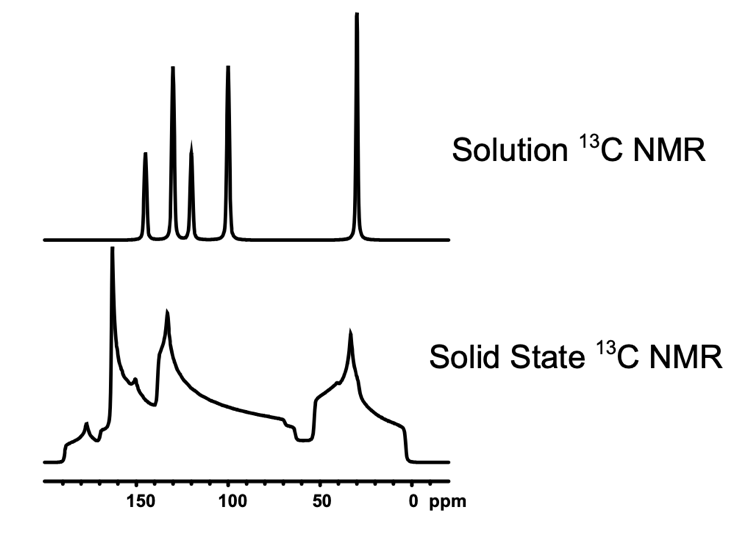 Solution ¹³C NMR
Solid State ¹³C NMR
150 100 50 0 ppm